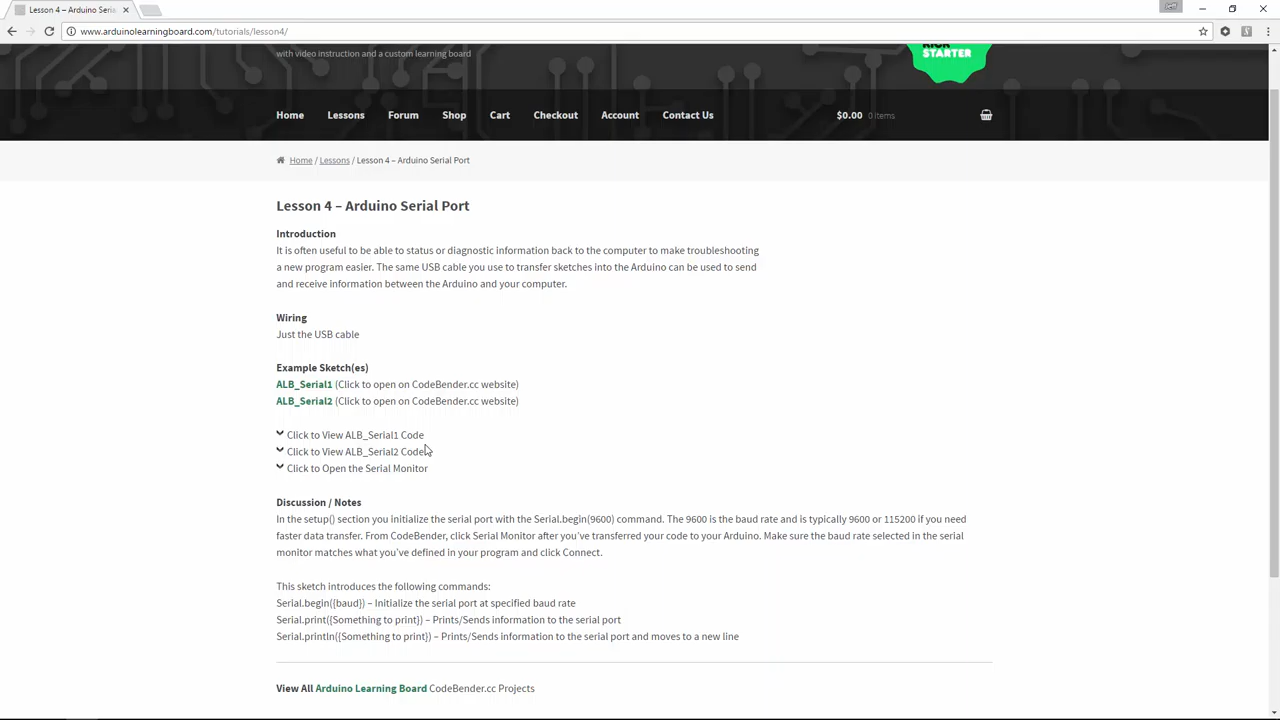 Lesson 4 – Arduino Seria
www.arduinolearningboard.com/tutorials/lesson4/
with video instruction and a custom learning board
KICK
STARTER
Home Lessons Forum Shop Cart Checkout Account Contact Us $0.00 0 items
Home / Lessons / Lesson 4 – Arduino Serial Port
Lesson 4 – Arduino Serial Port
Introduction
It is often useful to be able to status or diagnostic information back to the computer to make troubleshooting
a new program easier. The same USB cable you use to transfer sketches into the Arduino can be used to send
and receive information between the Arduino and your computer.
Wiring
Just the USB cable
Example Sketch(es)
ALB_Serial1 (Click to open on CodeBender.cc website)
ALB_Serial2 (Click to open on CodeBender.cc website)
Click to View ALB_Serial1 Code
Click to View ALB_Serial2 Code
Click to Open the Serial Monitor
Discussion / Notes
In the setup() section you initialize the serial port with the Serial.begin(9600) command. The 9600 is the baud rate and is typically 9600 or 115200 if you need
faster data transfer. From CodeBender, click Serial Monitor after you've transferred your code to your Arduino. Make sure the baud rate selected in the serial
monitor matches what you've defined in your program and click Connect.
This sketch introduces the following commands:
Serial.begin({baud}) – Initialize the serial port at specified baud rate
Serial.print({Something to print}) – Prints/Sends information to the serial port
Serial.println({Something to print}) – Prints/Sends information to the serial port and moves to a new line
View All Arduino Learning Board CodeBender.cc Projects